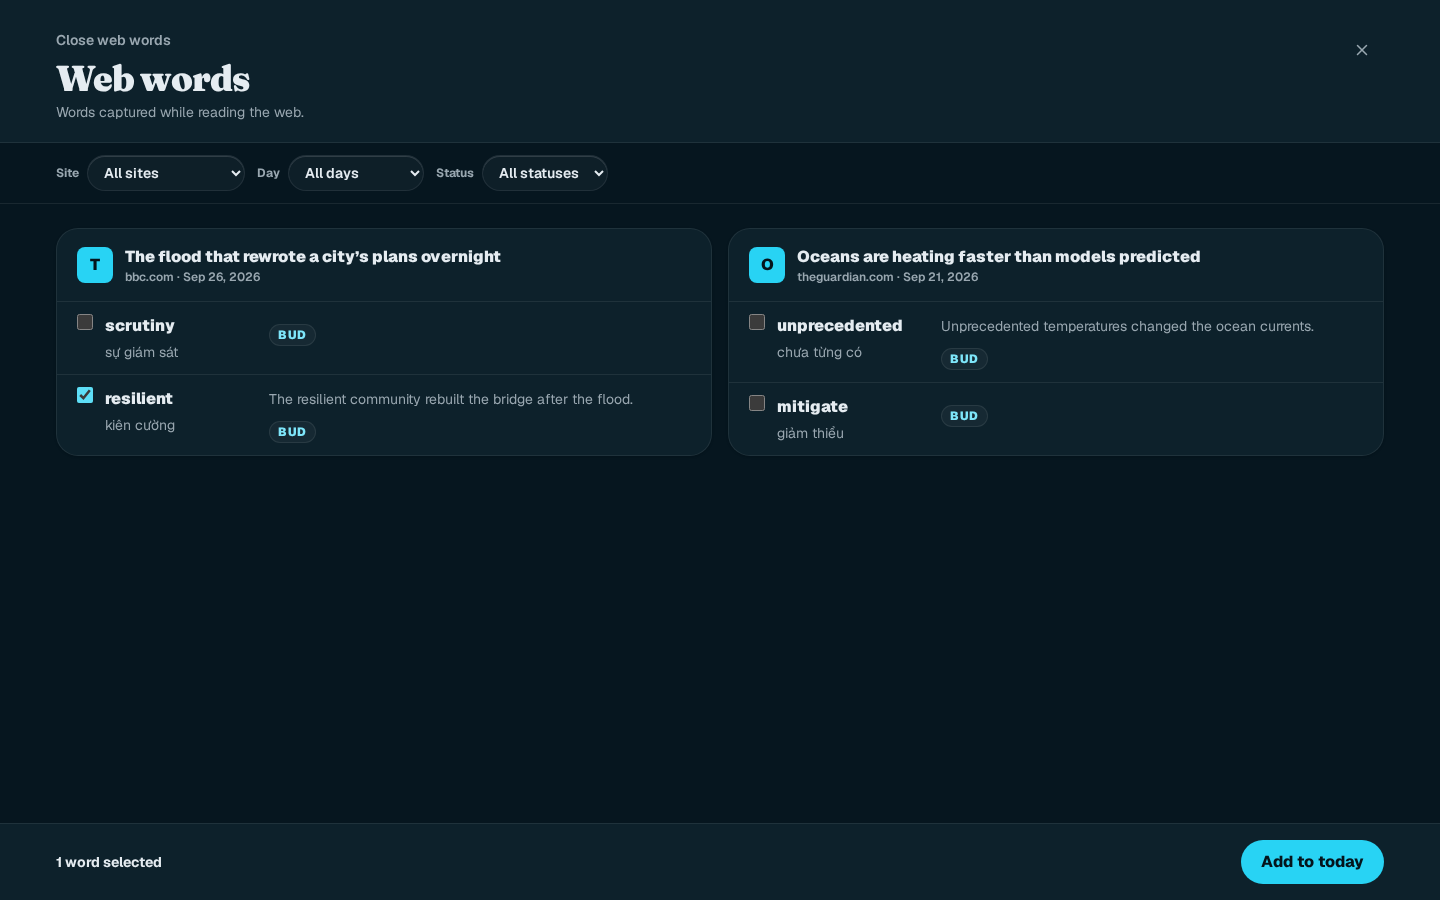 Close web words
Web words
Words captured while reading the web.
Site All sites Day All days Status All statuses
T
The flood that rewrote a city's plans overnight
bbc.com · Sep 26, 2026
scrutiny
sự giám sát
BUD
resilient
kiên cường
The resilient community rebuilt the bridge after the flood.
BUD
O
Oceans are heating faster than models predicted
theguardian.com · Sep 21, 2026
unprecedented
chưa từng có
Unprecedented temperatures changed the ocean currents.
BUD
mitigate
giảm thiểu
BUD
1 word selected
Add to today